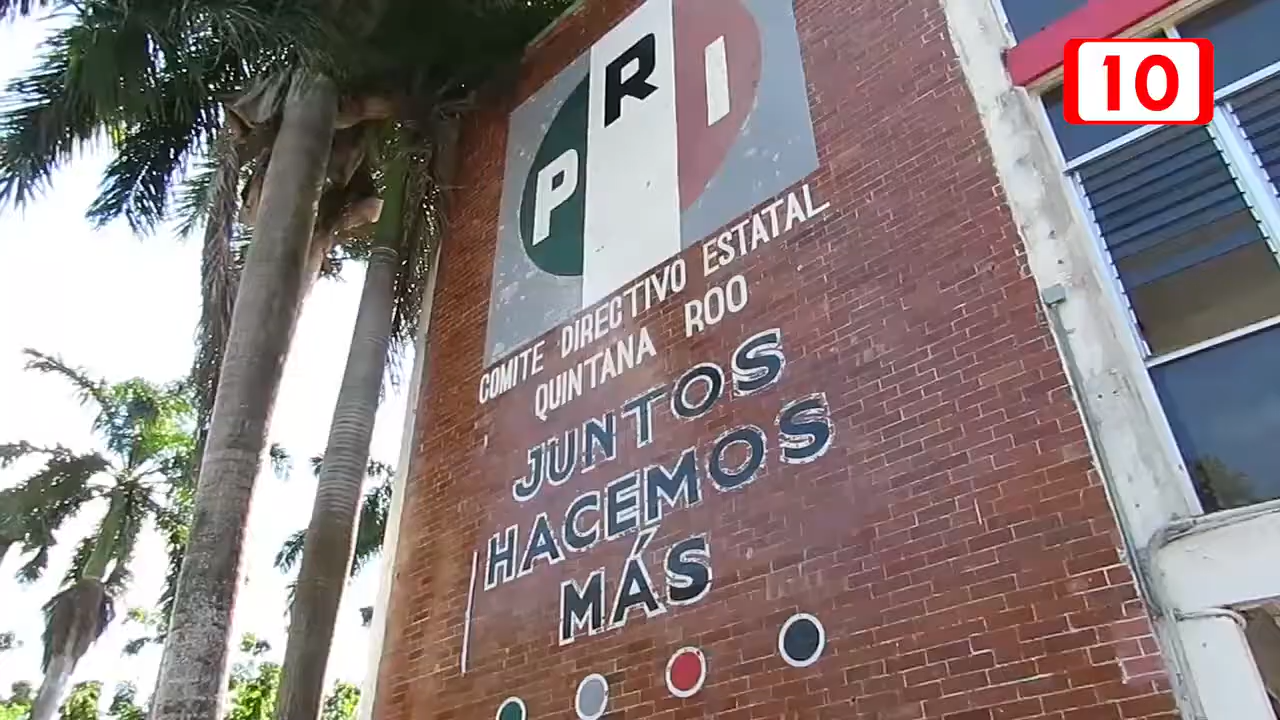 PRI
COMITE DIRECTIVO ESTATAL
QUINTANA ROO
JUNTOS
HACEMOS
MÁS
10